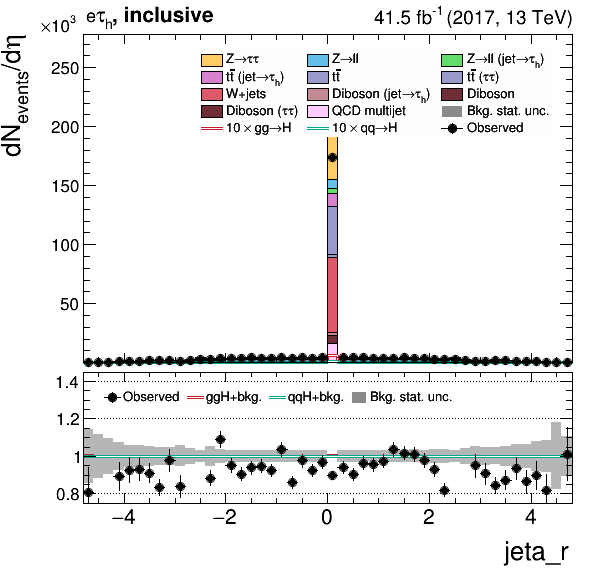 ×10³ eτₕ, inclusive 41.5 fb⁻¹ (2017, 13 TeV)
dN_events/dη
250
200
150
100
50
Z→ττ Z→ll Z→ll (jet→τₕ)
tt̄ (jet→τₕ) tt̄ tt̄ (ττ)
W+jets Diboson (jet→τₕ) Diboson
Diboson (ττ) QCD multijet Bkg. stat. unc.
10 × gg→H 10 × qq→H Observed
1.4
1.2
1
0.8
Observed ggH+bkg. qqH+bkg. Bkg. stat. unc.
−4 −2 0 2 4
jeta_r